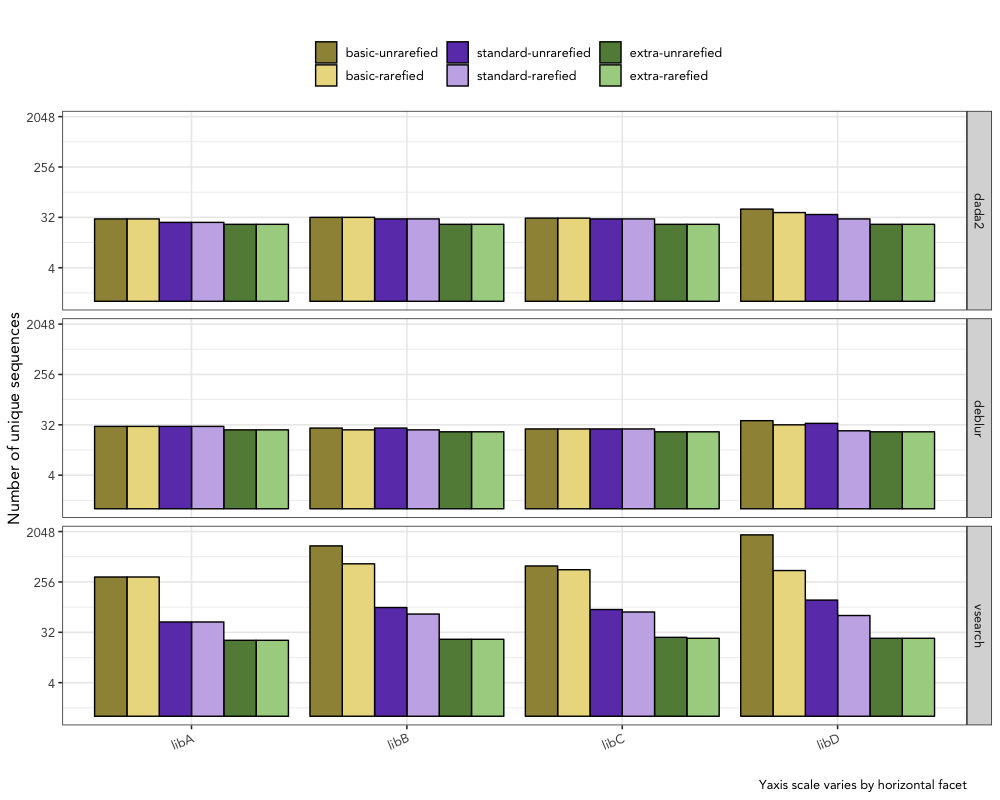 basic-unrarefied standard-unrarefied extra-unrarefied
basic-rarefied standard-rarefied extra-rarefied
Number of unique sequences
2048
256
32
4
dada2
2048
256
32
4
deblur
2048
256
32
4
vsearch
libA libB libC libD
Yaxis scale varies by horizontal facet